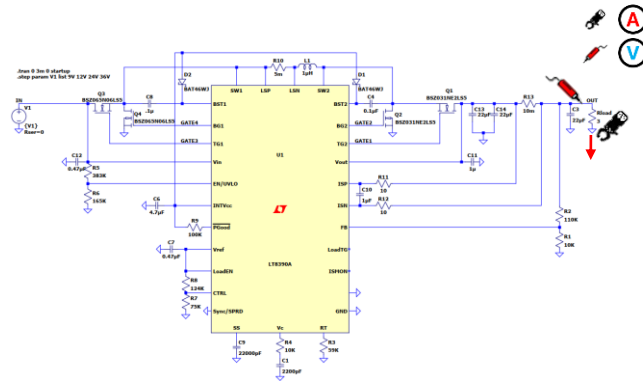 A
V
.tran 0 3m 0 startup
.step param V1 list 9V 12V 24V 36V
IN
V1
{V1}
Rser=0
Q3
BSZ065N06LS5
Q4
BSZ065N06LS5
C8
.1µ
D2
BAT46WJ
R10
5m
L1
1µH
D1
BAT46WJ
C4
0.1µ
Q1
BSZ031NE2LS5
Q2
BSZ031NE2LS5
C13
22µF
C14
22µF
R13
10m
C3
22µF
OUT
Rload
3
SW1
LSP
LSN
SW2
BST1
BST2
GATE4
BG1
BG2
GATE1
GATE3
TG1
TG2
GATE2
U1
Vin
Vout
C12
0.47µF
R5
383K
R6
165K
EN/UVLO
ISP
R11
10
C10
1µF
C11
1µ
C6
4.7µF
INTVcc
ISN
R12
10
R9
100K
PGood
FB
R2
110K
R1
10K
C7
0.47µF
Vref
LoadTG
LT8390A
LoadEN
ISMON
R8
124K
CTRL
R7
75K
Sync/SPRD
GND
SS
Vc
RT
C9
22000pF
R4
10K
R3
59K
C1
2200pF